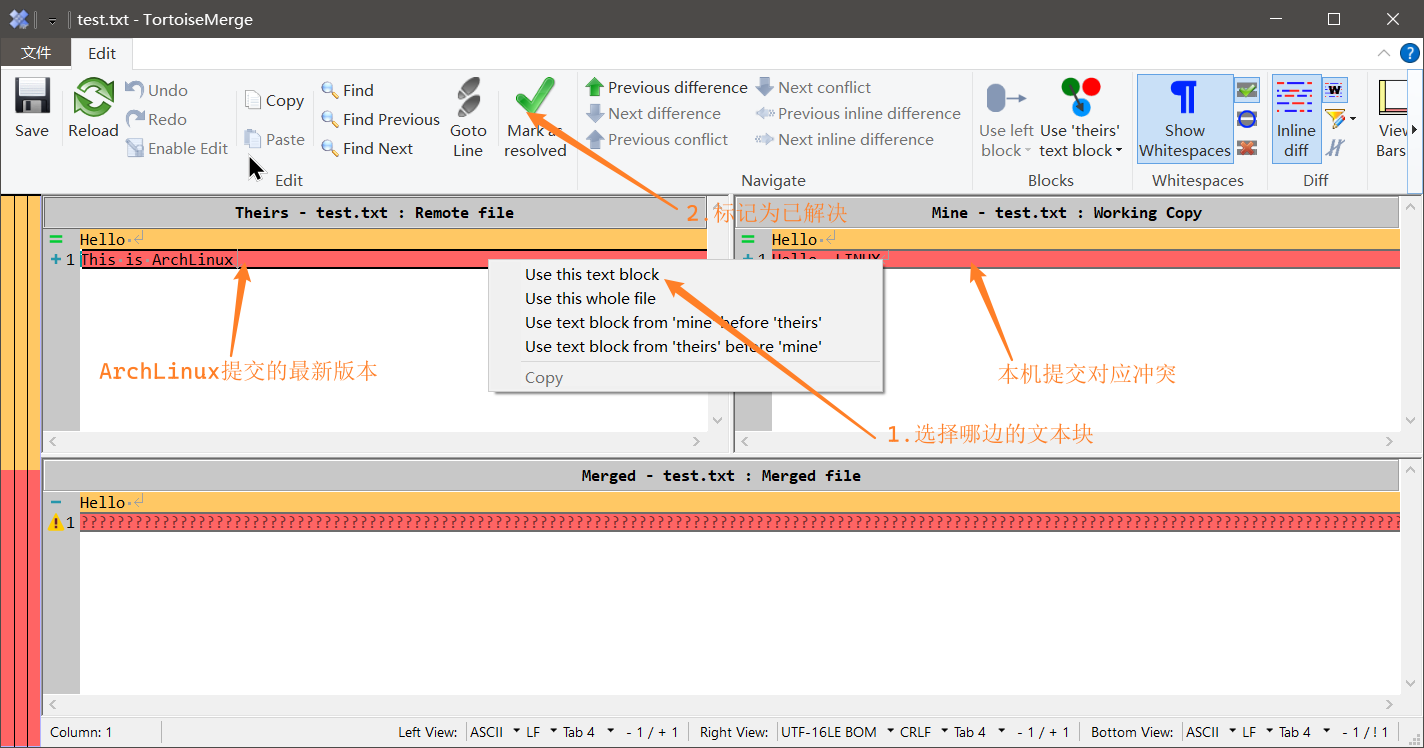 test.txt - TortoiseMerge
文件 Edit
Save
Reload
Undo
Redo
Enable Edit
Copy
Paste
Find
Find Previous
Find Next
Goto Line
Mark as resolved
Edit
Previous difference
Next difference
Previous conflict
Next conflict
Previous inline difference
Next inline difference
Navigate
Use left block
Use 'theirs' text block
Blocks
Show Whitespaces
Whitespaces
Inline diff
Diff
View Bars
2.标记为已解决
Theirs - test.txt : Remote file
Hello
1 This is ArchLinux
Mine - test.txt : Working Copy
Hello
1 Hello, LINUX
Use this text block
Use this whole file
Use text block from 'mine' before 'theirs'
Use text block from 'theirs' before 'mine'
Copy
ArchLinux提交的最新版本
本机提交对应冲突
1.选择哪边的文本块
Merged - test.txt : Merged file
Hello
1
Column: 1 Left View: ASCII LF Tab 4 - 1 / + 1 Right View: UTF-16LE BOM CRLF Tab 4 - 1 / + 1 Bottom View: ASCII LF Tab 4 - 1 / ! 1